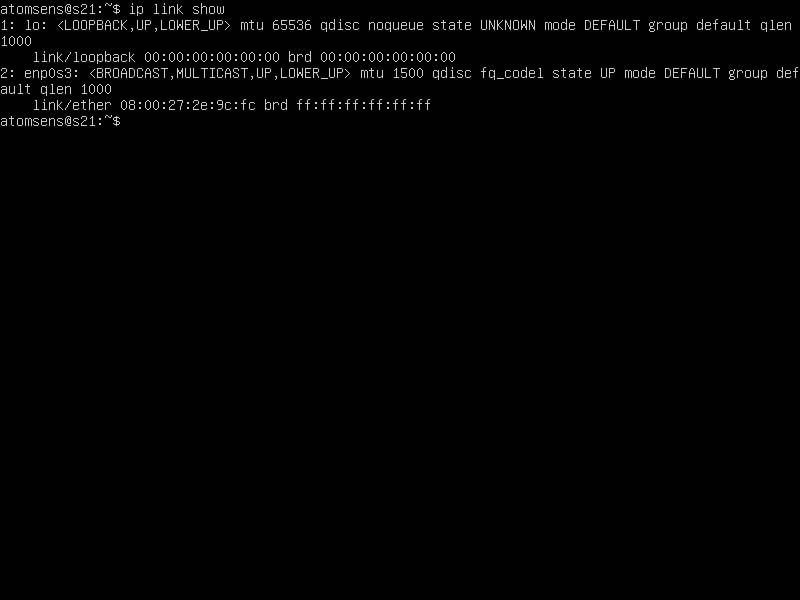 atomsens@s21:~$ ip link show
1: lo: <LOOPBACK,UP,LOWER_UP> mtu 65536 qdisc noqueue state UNKNOWN mode DEFAULT group default qlen
1000
    link/loopback 00:00:00:00:00:00 brd 00:00:00:00:00:00
2: enp0s3: <BROADCAST,MULTICAST,UP,LOWER_UP> mtu 1500 qdisc fq_codel state UP mode DEFAULT group def
ault qlen 1000
    link/ether 08:00:27:2e:9c:fc brd ff:ff:ff:ff:ff:ff
atomsens@s21:~$